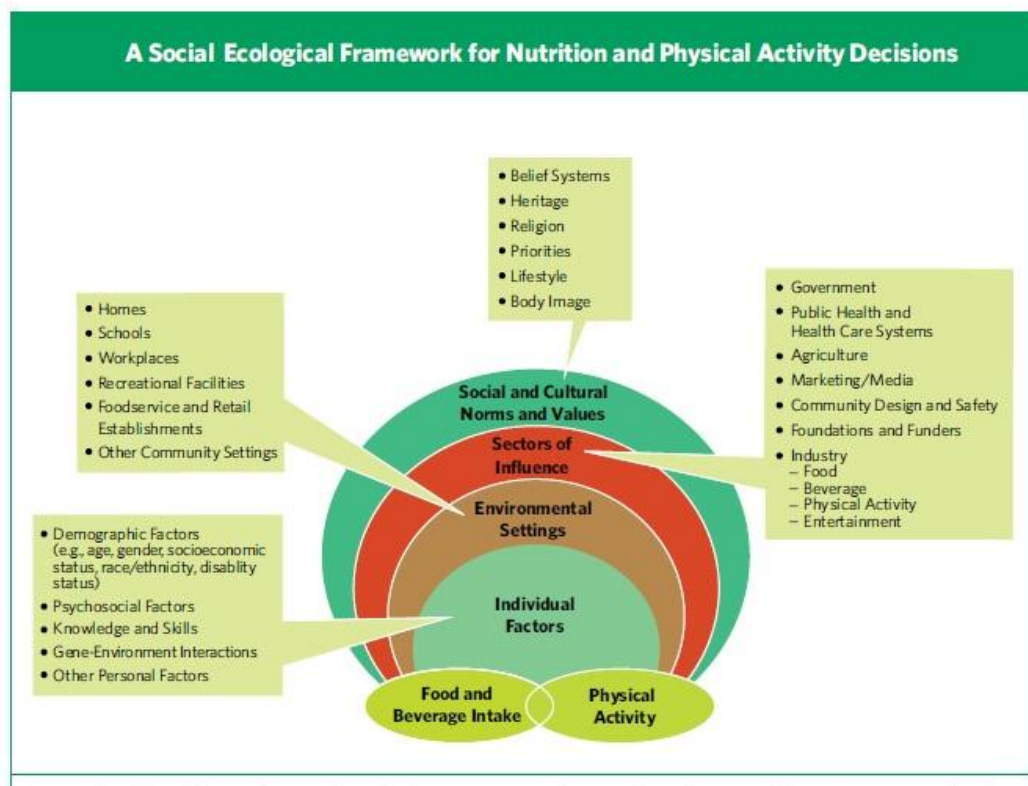 A Social Ecological Framework for Nutrition and Physical Activity Decisions
• Belief Systems
• Heritage
• Religion
• Priorities
• Lifestyle
• Body Image
• Homes
• Schools
• Workplaces
• Recreational Facilities
• Foodservice and Retail
Establishments
• Other Community Settings
• Government
• Public Health and
Health Care Systems
• Agriculture
• Marketing/Media
• Community Design and Safety
• Foundations and Funders
• Industry
– Food
– Beverage
– Physical Activity
– Entertainment
• Demographic Factors
(e.g., age, gender, socioeconomic
status, race/ethnicity, disablity
status)
• Psychosocial Factors
• Knowledge and Skills
• Gene-Environment Interactions
• Other Personal Factors
Social and Cultural
Norms and Values
Sectors of
Influence
Environmental
Settings
Individual
Factors
Food and
Beverage Intake
Physical
Activity